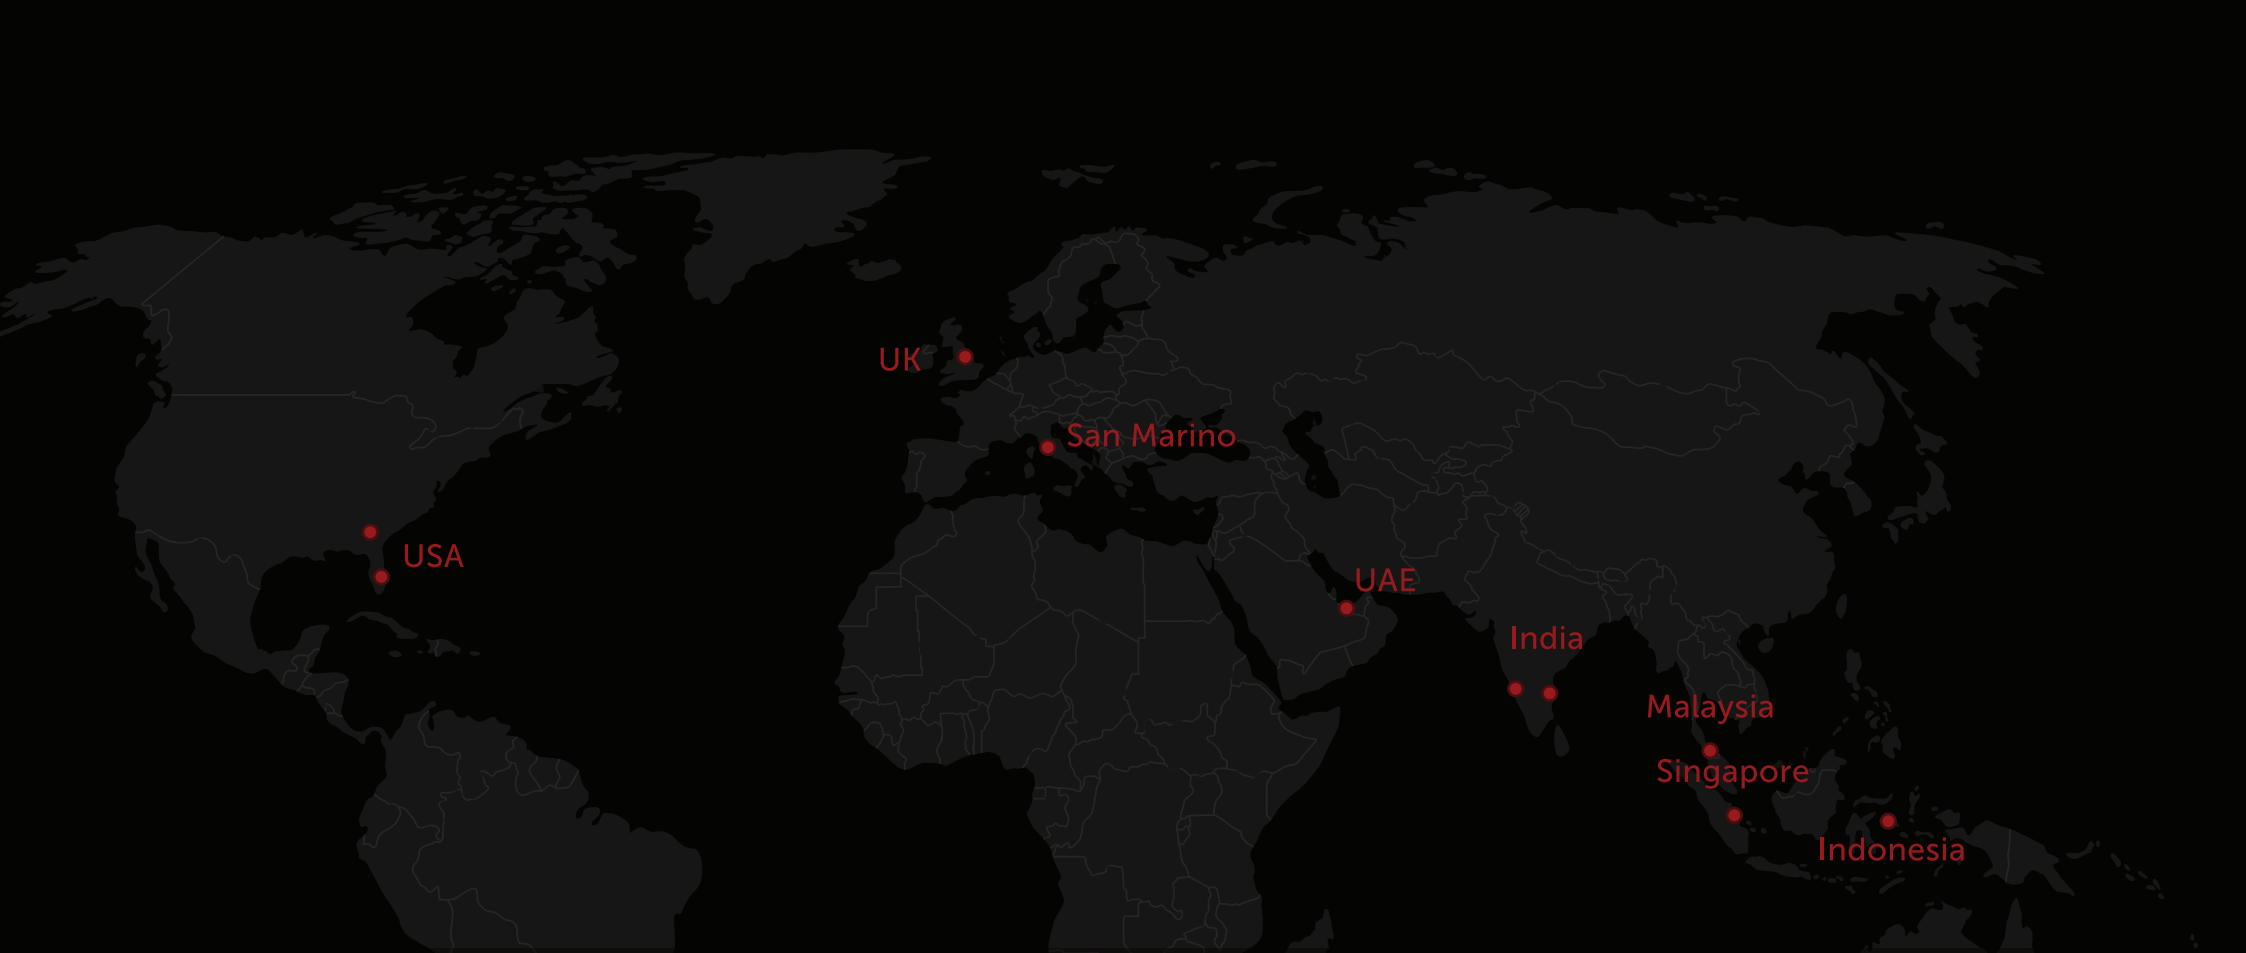 UK
San Marino
USA
UAE
India
Malaysia
Singapore
Indonesia